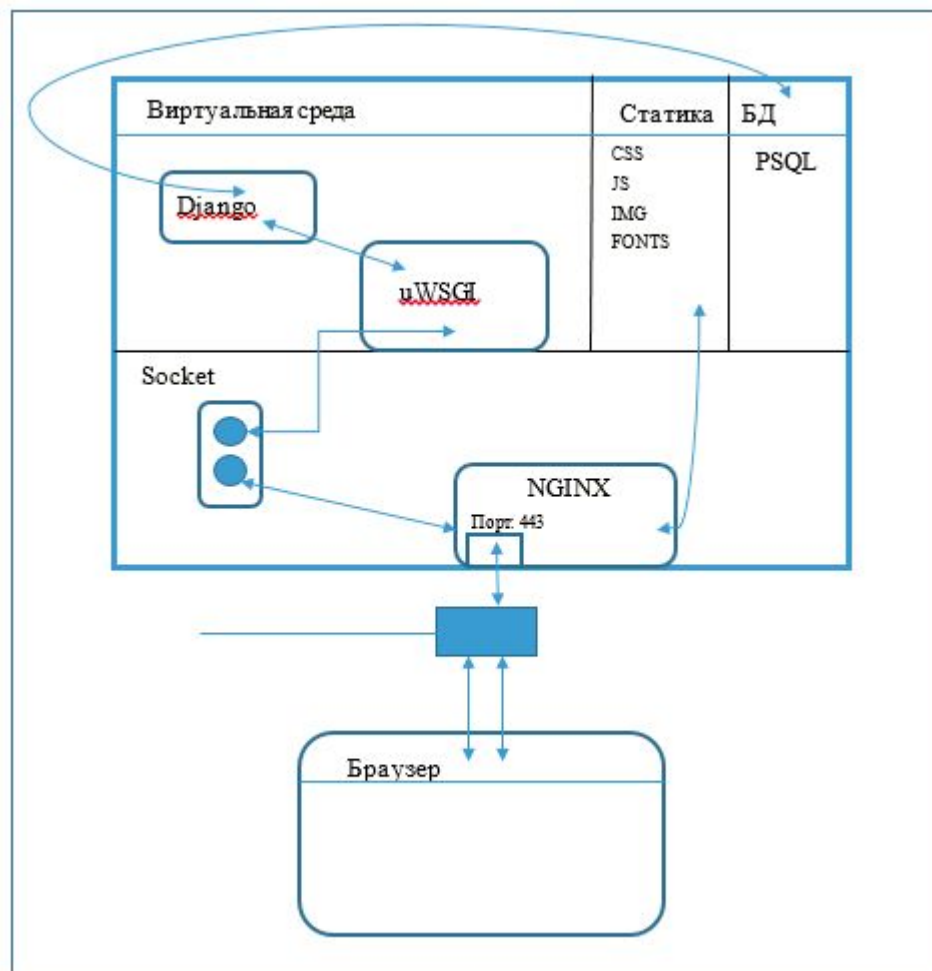 Виртуальная среда
Статика
БД
CSS
JS
IMG
FONTS
PSQL
Django
uWSGI
Socket
NGINX
Порт: 443
Браузер